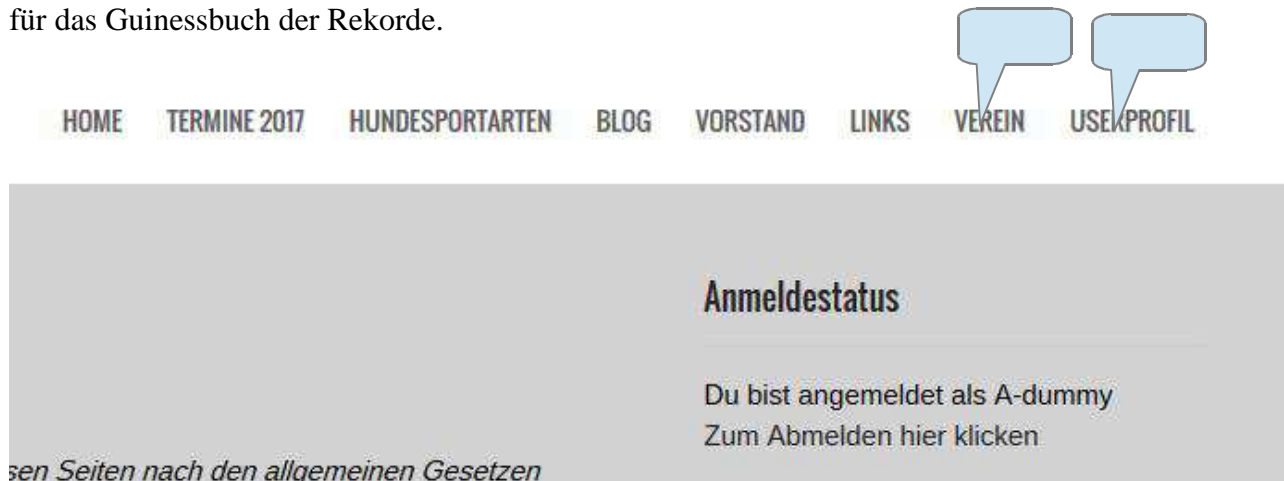 für das Guinessbuch der Rekorde.
HOME TERMINE 2017 HUNDESPORTARTEN BLOG VORSTAND LINKS VEREIN USERPROFIL
Anmeldestatus
Du bist angemeldet als A-dummy
Zum Abmelden hier klicken
sen Seiten nach den allgemeinen Gesetzen